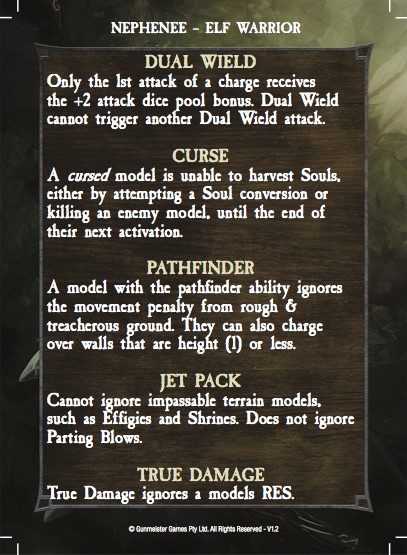 NEPHENEE - ELF WARRIOR
DUAL WIELD
Only the 1st attack of a charge receives
the +2 attack dice pool bonus. Dual Wield
cannot trigger another Dual Wield attack.
CURSE
A cursed model is unable to harvest Souls,
either by attempting a Soul conversion or
killing an enemy model, until the end of
their next activation.
PATHFINDER
A model with the pathfinder ability ignores
the movement penalty from rough &
treacherous ground. They can also charge
over walls that are height (1) or less.
JET PACK
Cannot ignore impassable terrain models,
such as Effigies and Shrines. Does not ignore
Parting Blows.
TRUE DAMAGE
True Damage ignores a models RES.
© Gunmeister Games Pty Ltd. All Rights Reserved - V1.2